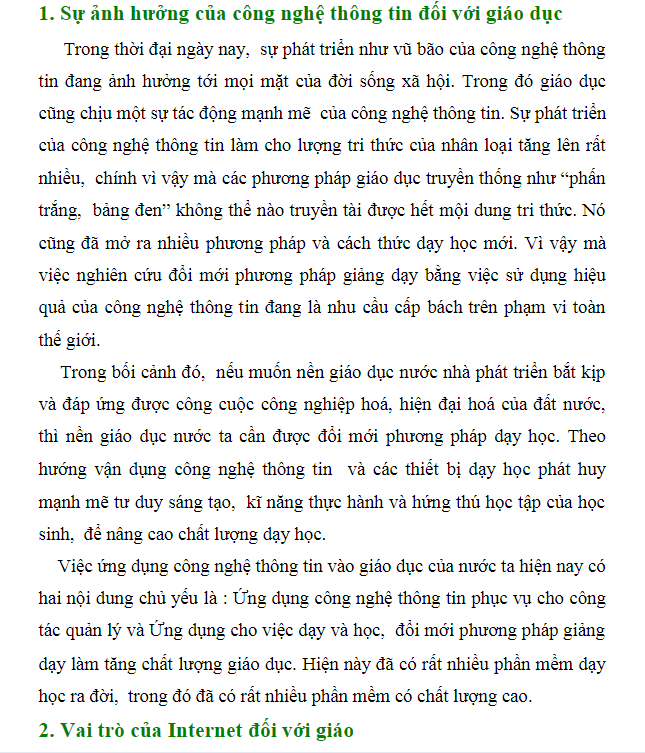 1. Sự ảnh hưởng của công nghệ thông tin đối với giáo dục
Trong thời đại ngày nay, sự phát triển như vũ bão của công nghệ thông
tin đang ảnh hưởng tới mọi mặt của đời sống xã hội. Trong đó giáo dục
cũng chịu một sự tác động mạnh mẽ của công nghệ thông tin. Sự phát triển
của công nghệ thông tin làm cho lượng tri thức của nhân loại tăng lên rất
nhiều, chính vì vậy mà các phương pháp giáo dục truyền thống như “phấn
trắng, bảng đen” không thể nào truyền tải được hết mội dung tri thức. Nó
cũng đã mở ra nhiều phương pháp và cách thức dạy học mới. Vì vậy mà
việc nghiên cứu đổi mới phương pháp giảng dạy bằng việc sử dụng hiệu
quả của công nghệ thông tin đang là nhu cầu cấp bách trên phạm vi toàn
thế giới.
Trong bối cảnh đó, nếu muốn nền giáo dục nước nhà phát triển bắt kịp
và đáp ứng được công cuộc công nghiệp hoá, hiện đại hoá của đất nước,
thì nền giáo dục nước ta cần được đổi mới phương pháp dạy học. Theo
hướng vận dụng công nghệ thông tin và các thiết bị dạy học phát huy
mạnh mẽ tư duy sáng tạo, kĩ năng thực hành và hứng thú học tập của học
sinh, để nâng cao chất lượng dạy học.
Việc ứng dụng công nghệ thông tin vào giáo dục của nước ta hiện nay có
hai nội dung chủ yếu là : Ứng dụng công nghệ thông tin phục vụ cho công
tác quản lý và Ứng dụng cho việc dạy và học, đổi mới phương pháp giảng
dạy làm tăng chất lượng giáo dục. Hiện này đã có rất nhiều phần mềm dạy
học ra đời, trong đó đã có rất nhiều phần mềm có chất lượng cao.
2. Vai trò của Internet đối với giáo